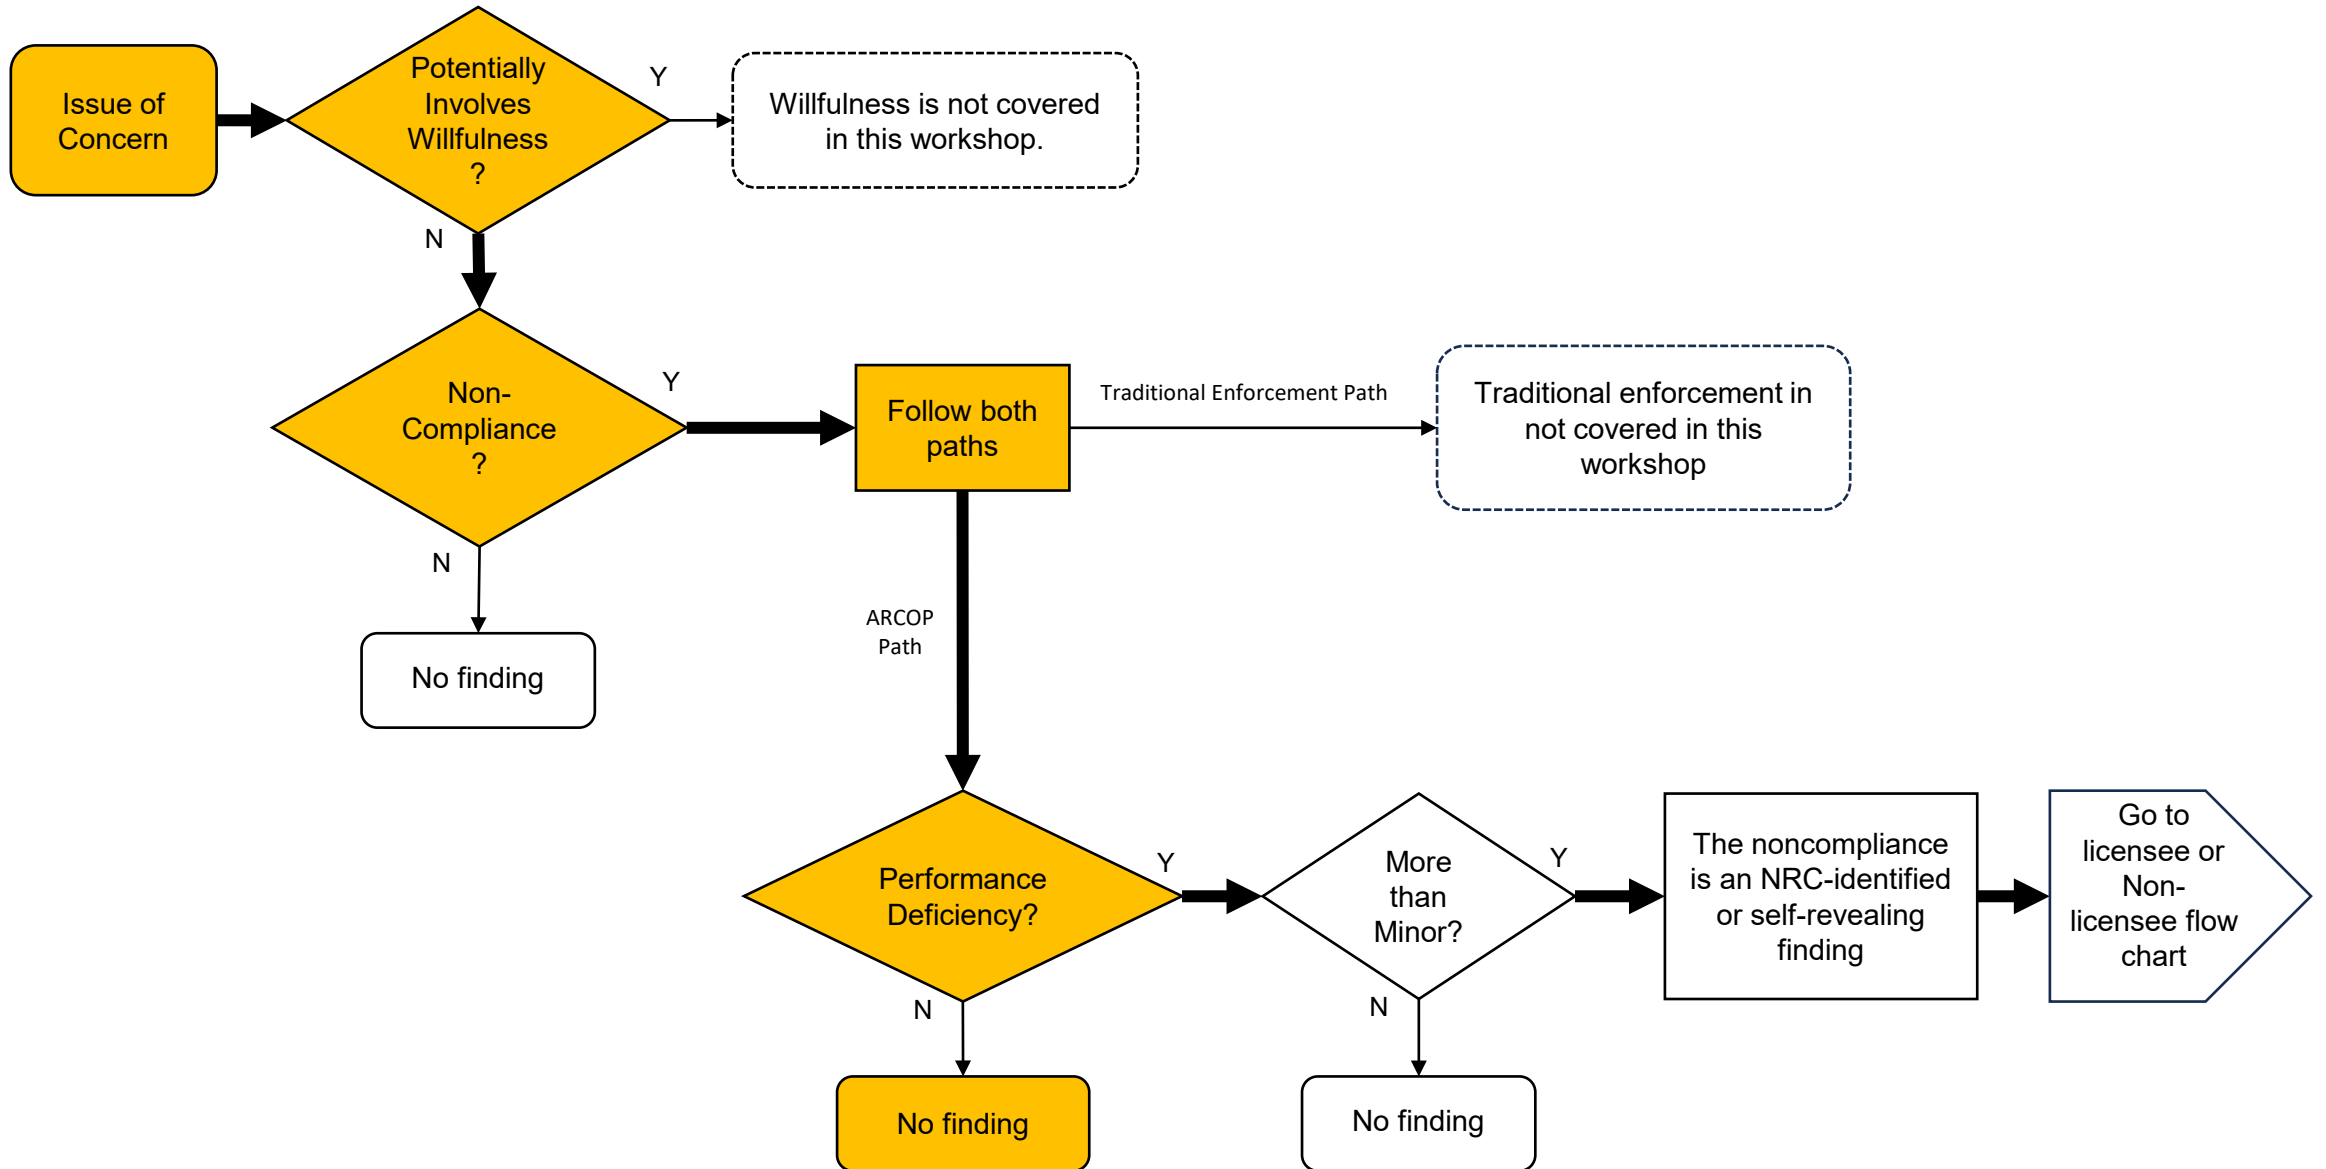 Issue of
Concern
Potentially
Involves
Willfulness
?
Y
Willfulness is not covered
in this workshop.
N
Non-
Compliance
?
Y
Follow both
paths
Traditional Enforcement Path
Traditional enforcement in
not covered in this
workshop
N
No finding
ARCOP
Path
Performance
Deficiency?
Y
More
than
Minor?
Y
The noncompliance
is an NRC-identified
or self-revealing
finding
Go to
licensee or
Non-
licensee flow
chart
N
No finding
N
No finding